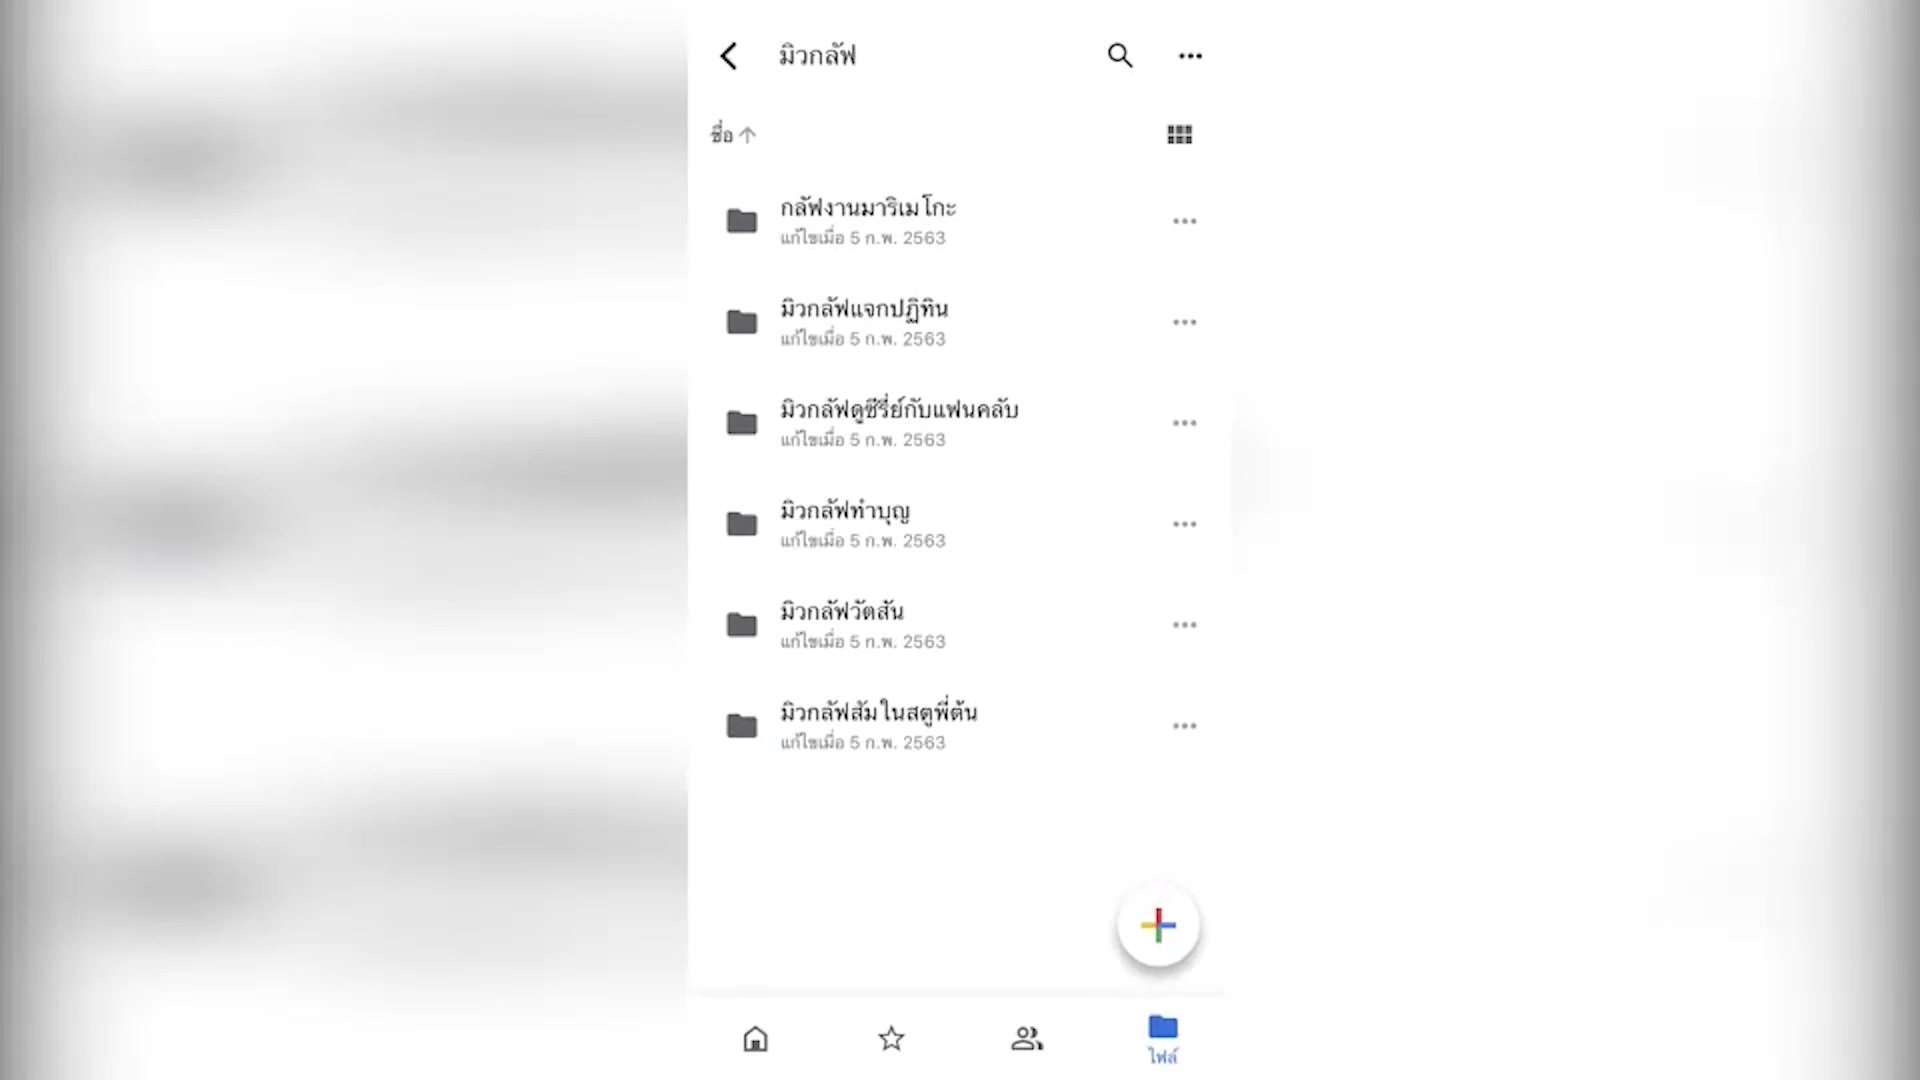 มิวกลัฟ
ชื่อ
กลัฟงานมาริเมโกะ
แก้ไขเมื่อ 5 ก.พ. 2563
มิวกลัฟแจกปฏิทิน
แก้ไขเมื่อ 5 ก.พ. 2563
มิวกลัฟดูซีรี่ย์กับแฟนคลับ
แก้ไขเมื่อ 5 ก.พ. 2563
มิวกลัฟทำบุญ
แก้ไขเมื่อ 5 ก.พ. 2563
มิวกลัฟวัตสัน
แก้ไขเมื่อ 5 ก.พ. 2563
มิวกลัฟสัมในสตูพี่ต้น
แก้ไขเมื่อ 5 ก.พ. 2563
ไฟล์